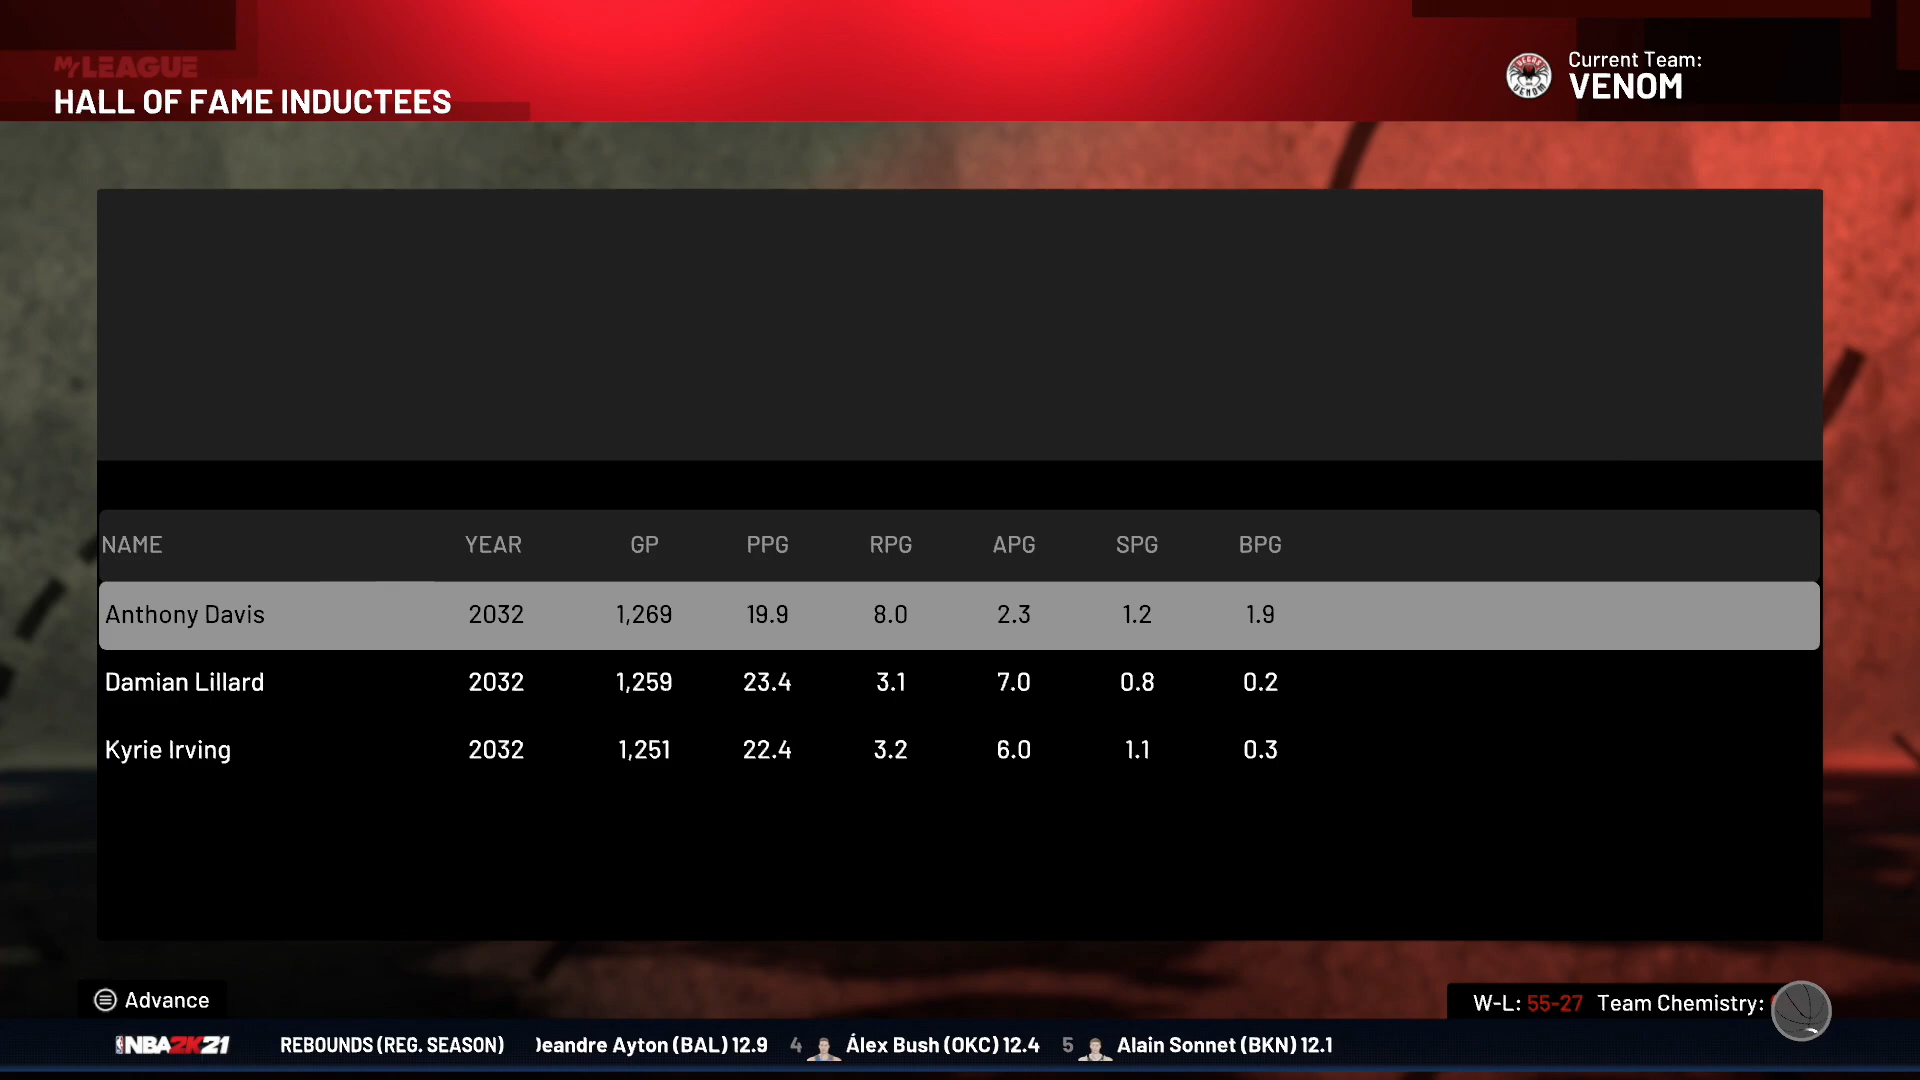 MyLEAGUE
HALL OF FAME INDUCTEES
Current Team:
VENOM
NAME YEAR GP PPG RPG APG SPG BPG
Anthony Davis 2032 1,269 19.9 8.0 2.3 1.2 1.9
Damian Lillard 2032 1,259 23.4 3.1 7.0 0.8 0.2
Kyrie Irving 2032 1,251 22.4 3.2 6.0 1.1 0.3
Advance
W-L: 55-27 Team Chemistry:
NBA2K21 REBOUNDS (REG. SEASON) Deandre Ayton (BAL) 12.9 4 Álex Bush (OKC) 12.4 5 Alain Sonnet (BKN) 12.1